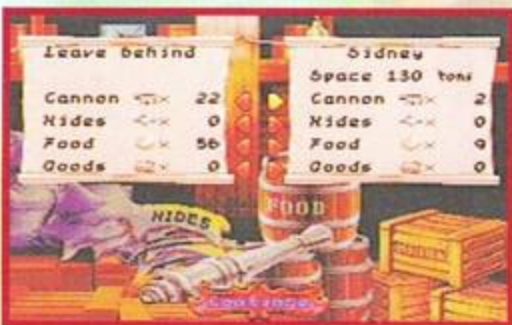 Leave behind
Cannon × 22
Hides × 0
Food × 56
Goods × 0
Sidney
Space 130 tons
Cannon × 2
Hides × 0
Food × 9
Goods × 0
HIDES
FOOD
Continue